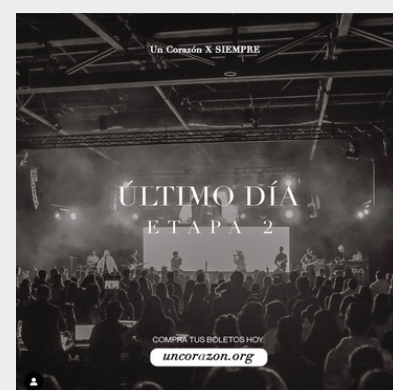 Un Corazón X SIEMPRE
ÚLTIMO DÍA
ETAPA 2
COMPRA TUS BOLETOS HOY:
uncorazon.org